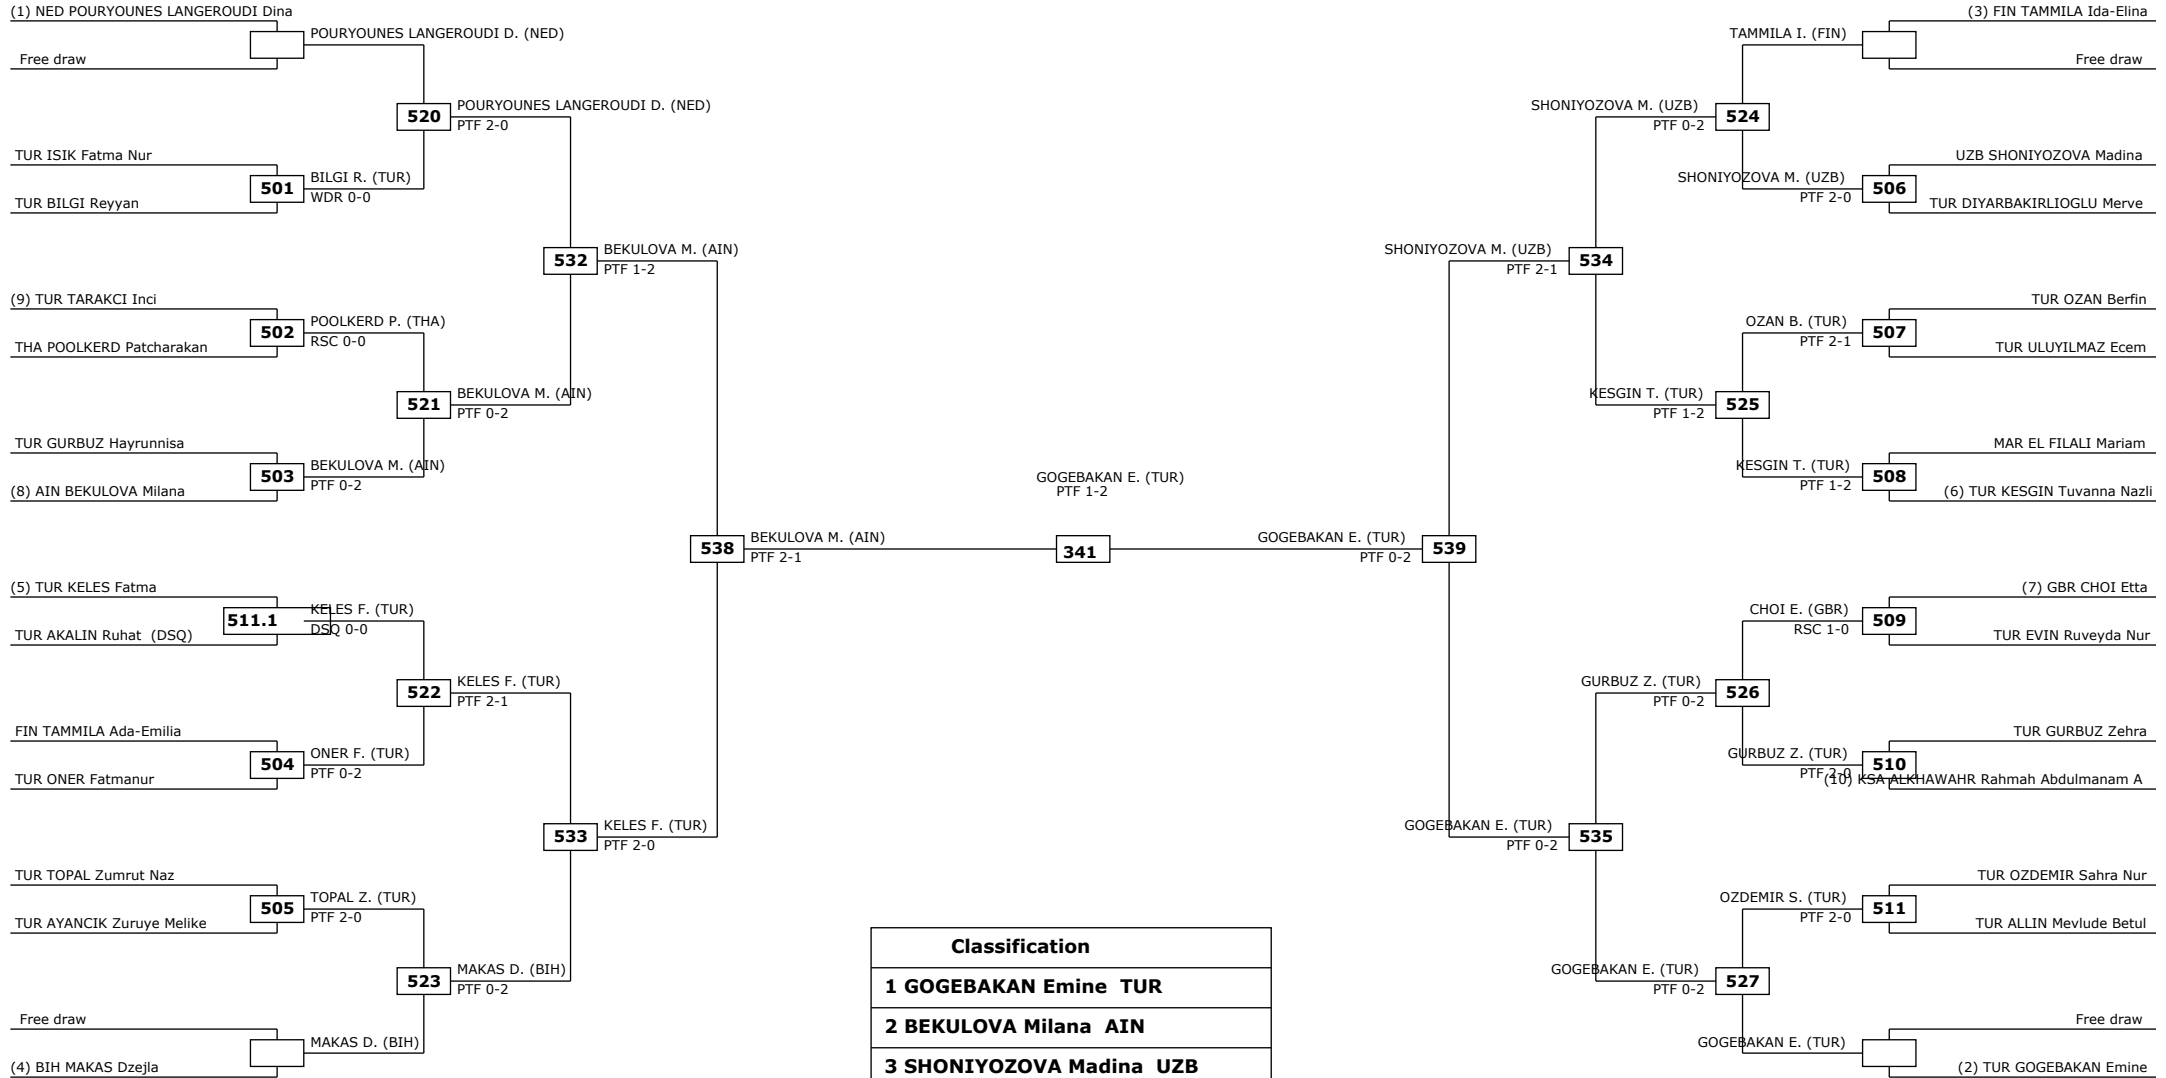 (1) NED POURYOUNES LANGEROUDI Dina
POURYOUNES LANGEROUDI D. (NED)
Free draw
520
POURYOUNES LANGEROUDI D. (NED)
PTF 2-0
TUR ISIK Fatma Nur
501
BILGI R. (TUR)
WDR 0-0
TUR BILGI Reyyan
532
BEKULOVA M. (AIN)
PTF 1-2
(9) TUR TARAKCI Inci
502
POOLKERD P. (THA)
RSC 0-0
THA POOLKERD Patcharakan
521
BEKULOVA M. (AIN)
PTF 0-2
TUR GURBUZ Hayrunnisa
503
BEKULOVA M. (AIN)
PTF 0-2
(8) AIN BEKULOVA Milana
538
BEKULOVA M. (AIN)
PTF 2-1
(5) TUR KELES Fatma
511.1
KELES F. (TUR)
DSQ 0-0
TUR AKALIN Ruhat (DSQ)
522
KELES F. (TUR)
PTF 2-1
FIN TAMMILA Ada-Emilia
504
ONER F. (TUR)
PTF 0-2
TUR ONER Fatmanur
533
KELES F. (TUR)
PTF 2-0
TUR TOPAL Zumrut Naz
505
TOPAL Z. (TUR)
PTF 2-0
TUR AYANCIK Zuruye Melike
523
MAKAS D. (BIH)
PTF 0-2
Free draw
MAKAS D. (BIH)
(4) BIH MAKAS Dzejla
GOGEBAKAN E. (TUR)
PTF 1-2
341
(3) FIN TAMMILA Ida-Elina
TAMMILA I. (FIN)
Free draw
SHONIYOZOVA M. (UZB)
PTF 0-2
524
UZB SHONIYOZOVA Madina
SHONIYOZOVA M. (UZB)
PTF 2-0
506
TUR DIYARBAKIRLIOGLU Merve
SHONIYOZOVA M. (UZB)
PTF 2-1
534
TUR OZAN Berfin
OZAN B. (TUR)
PTF 2-1
507
TUR ULUYILMAZ Ecem
KESGIN T. (TUR)
PTF 1-2
525
MAR EL FILALI Mariam
KESGIN T. (TUR)
PTF 1-2
508
(6) TUR KESGIN Tuvanna Nazli
GOGEBAKAN E. (TUR)
PTF 0-2
539
(7) GBR CHOI Etta
CHOI E. (GBR)
RSC 1-0
509
TUR EVIN Ruveyda Nur
GURBUZ Z. (TUR)
PTF 0-2
526
TUR GURBUZ Zehra
GURBUZ Z. (TUR)
PTF 2-0
510
(10) KSA ALKHAWAHR Rahmah Abdulmanam A
GOGEBAKAN E. (TUR)
PTF 0-2
535
TUR OZDEMIR Sahra Nur
OZDEMIR S. (TUR)
PTF 2-0
511
TUR ALLIN Mevlude Betul
GOGEBAKAN E. (TUR)
PTF 0-2
527
Free draw
GOGEBAKAN E. (TUR)
(2) TUR GOGEBAKAN Emine
Classification
1 GOGEBAKAN Emine TUR
2 BEKULOVA Milana AIN
3 SHONIYOZOVA Madina UZB